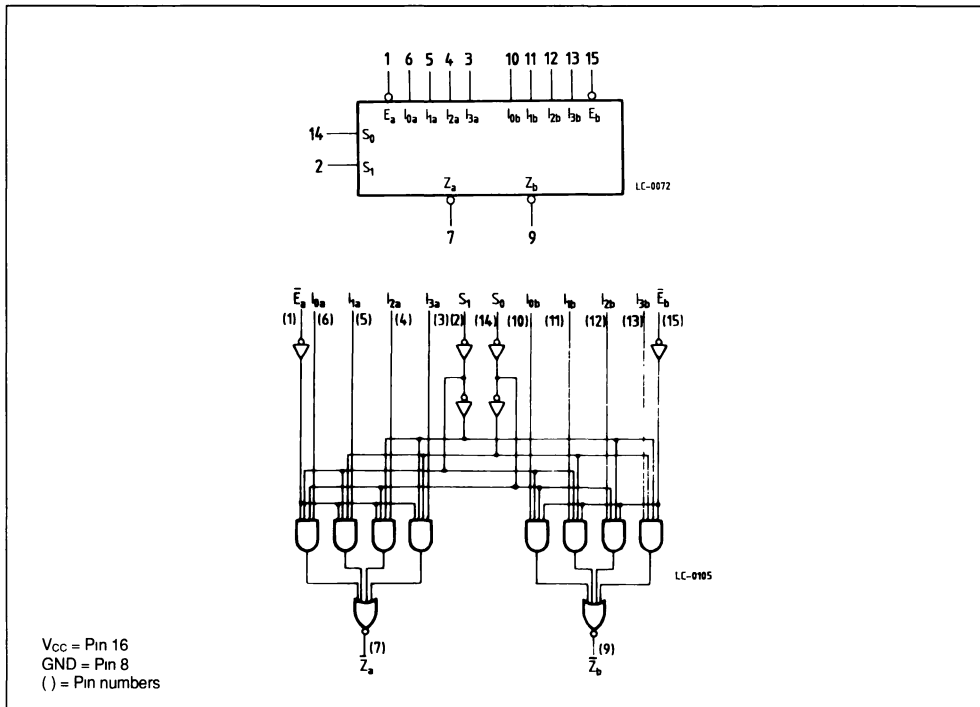 1 6 5 4 3 10 11 12 13 15
Ea I0a I1a I2a I3a I0b I1b I2b I3b Eb
14 S0
2 S1
Za Zb
LC-0072
7 9
Ēa I0a I1a I2a I3a S1 S0 I0b I1b I2b I3b Ēb
(1) (6) (5) (4) (3) (2) (14) (10) (11) (12) (13) (15)
LC-0105
(7) (9)
Z̄a Z̄b
VCC = Pin 16
GND = Pin 8
( ) = Pin numbers